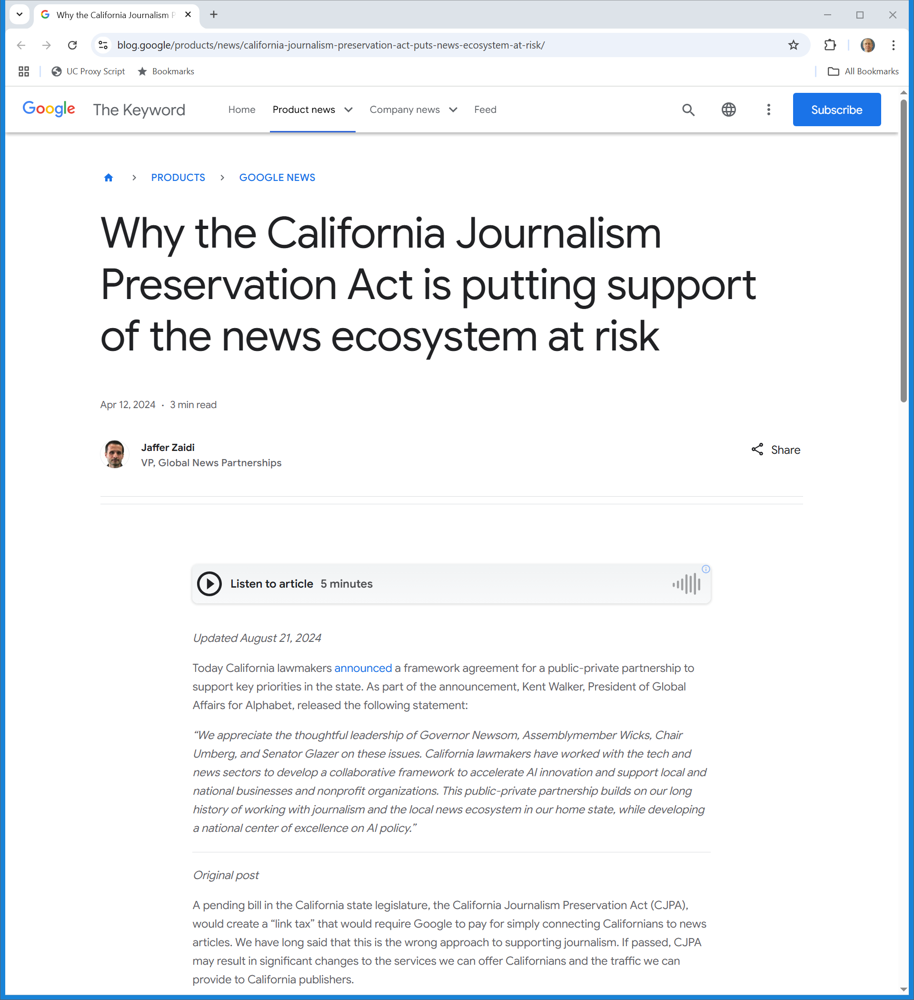 Why the California Journalism P
blog.google/products/news/california-journalism-preservation-act-puts-news-ecosystem-at-risk/
UC Proxy Script
Bookmarks
All Bookmarks
Google The Keyword
Home
Product news
Company news
Feed
Subscribe
PRODUCTS
GOOGLE NEWS
Why the California Journalism
Preservation Act is putting support
of the news ecosystem at risk
Apr 12, 2024 · 3 min read
Jaffer Zaidi
VP, Global News Partnerships
Share
Listen to article 5 minutes
Updated August 21, 2024
Today California lawmakers announced a framework agreement for a public-private partnership to
support key priorities in the state. As part of the announcement, Kent Walker, President of Global
Affairs for Alphabet, released the following statement:
“We appreciate the thoughtful leadership of Governor Newsom, Assemblymember Wicks, Chair
Umberg, and Senator Glazer on these issues. California lawmakers have worked with the tech and
news sectors to develop a collaborative framework to accelerate AI innovation and support local and
national businesses and nonprofit organizations. This public-private partnership builds on our long
history of working with journalism and the local news ecosystem in our home state, while developing
a national center of excellence on AI policy.”
Original post
A pending bill in the California state legislature, the California Journalism Preservation Act (CJPA),
would create a “link tax” that would require Google to pay for simply connecting Californians to news
articles. We have long said that this is the wrong approach to supporting journalism. If passed, CJPA
may result in significant changes to the services we can offer Californians and the traffic we can
provide to California publishers.